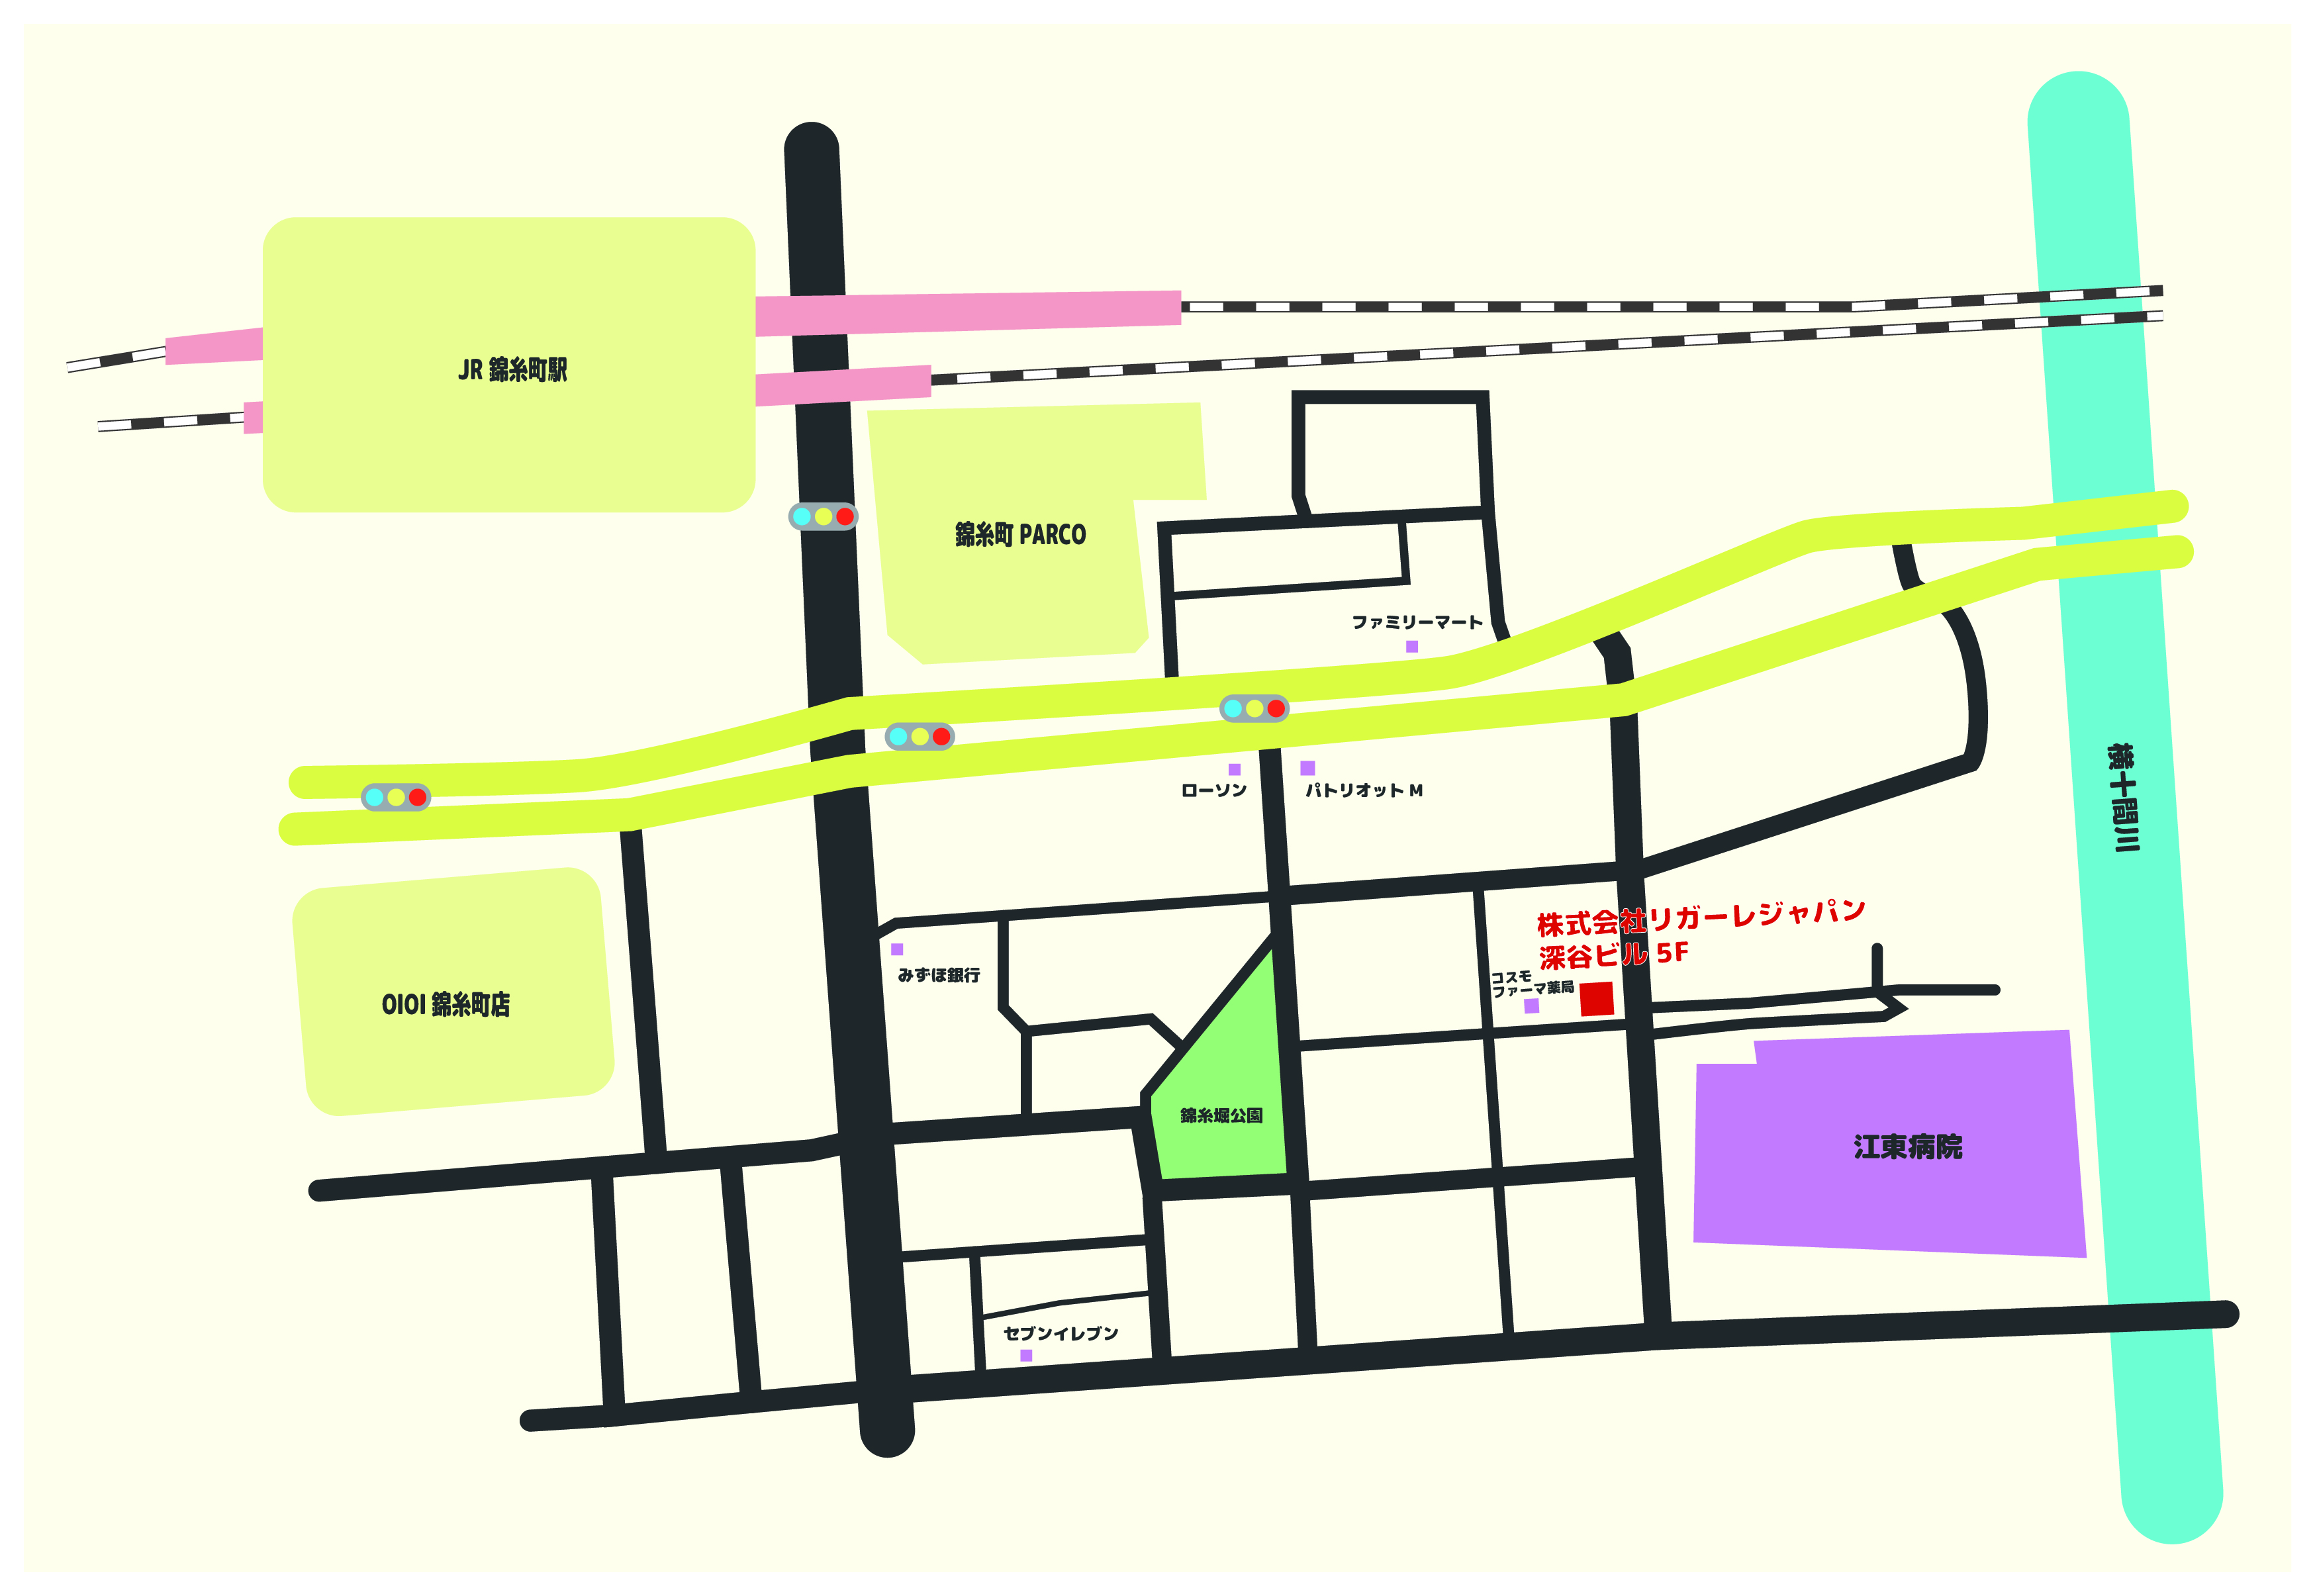 JR 錦糸町駅
錦糸町 PARCO
ファミリーマート
ローソン
パトリオット M
横十間川
株式会社リガーレジャパン
深谷ビル 5F
みずほ銀行
コスモ
ファーマ薬局
OIOI 錦糸町店
錦糸堀公園
江東病院
セブンイレブン